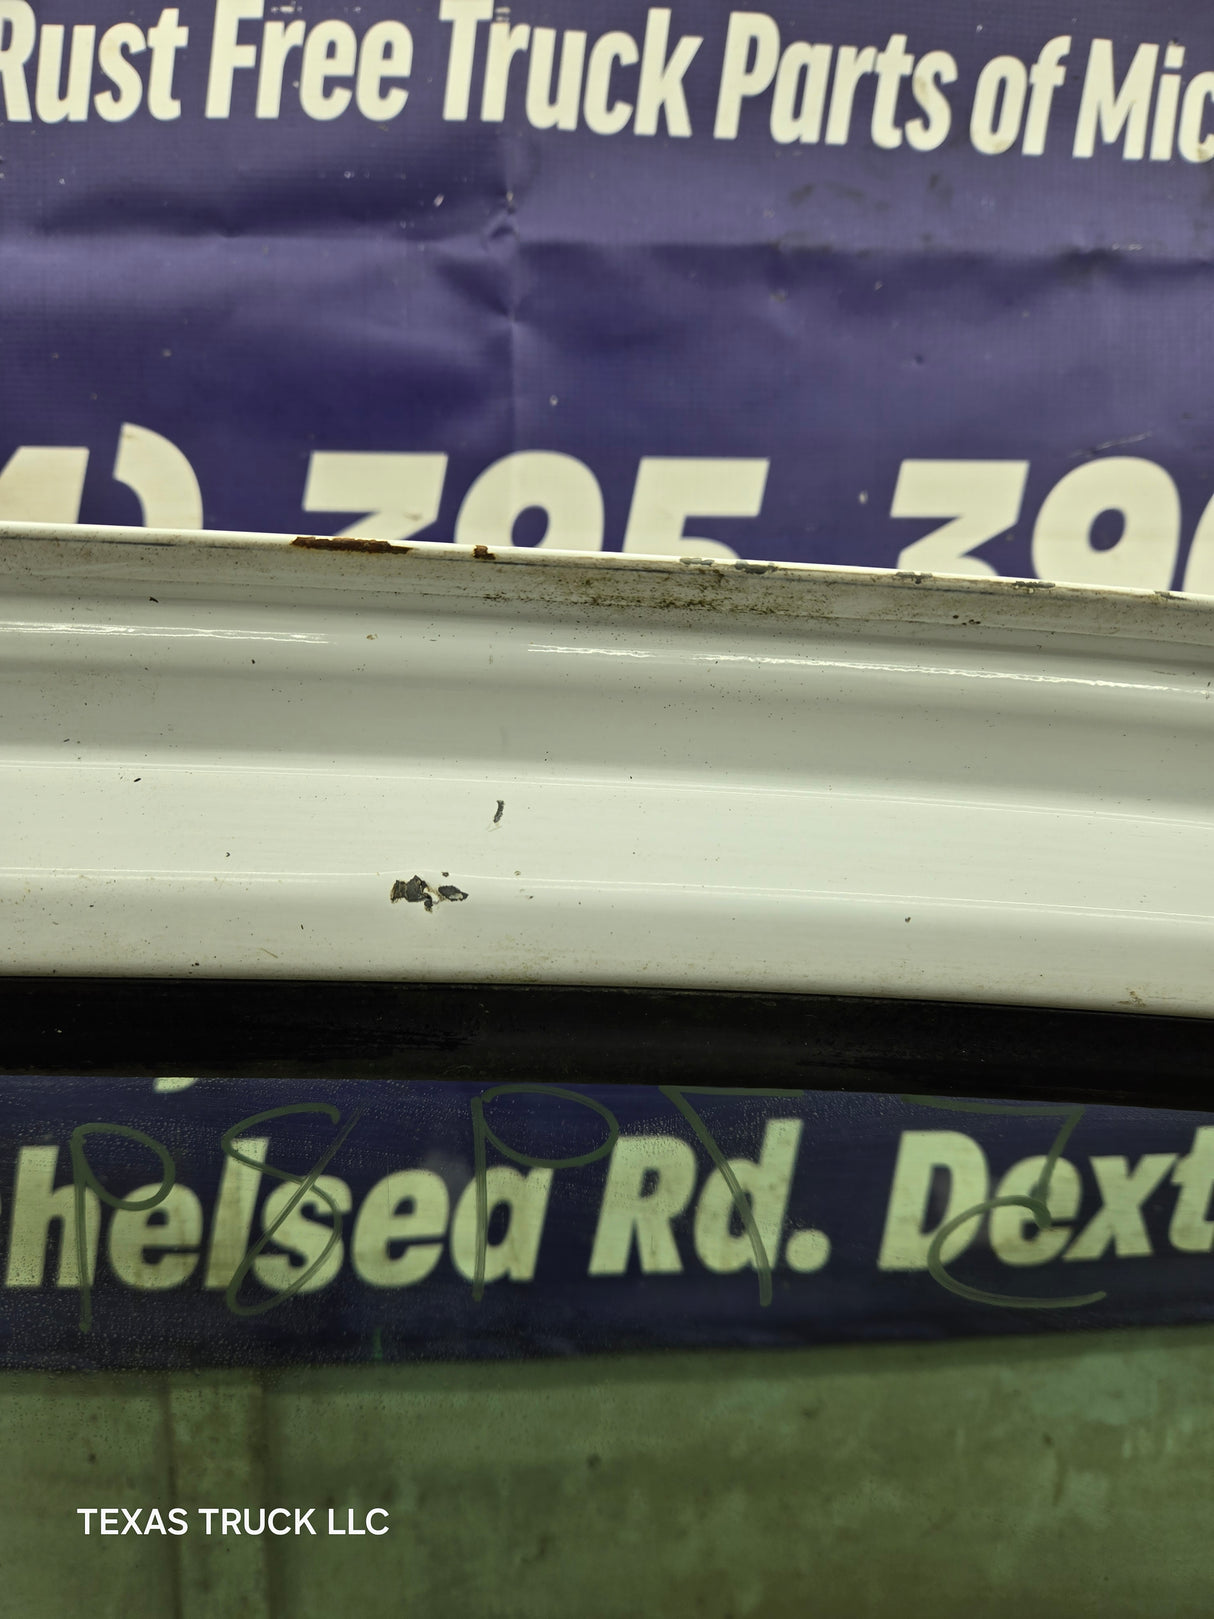 Rust Free Truck Parts of Mic
) 395-39
helsea Rd. Dext
TEXAS TRUCK LLC